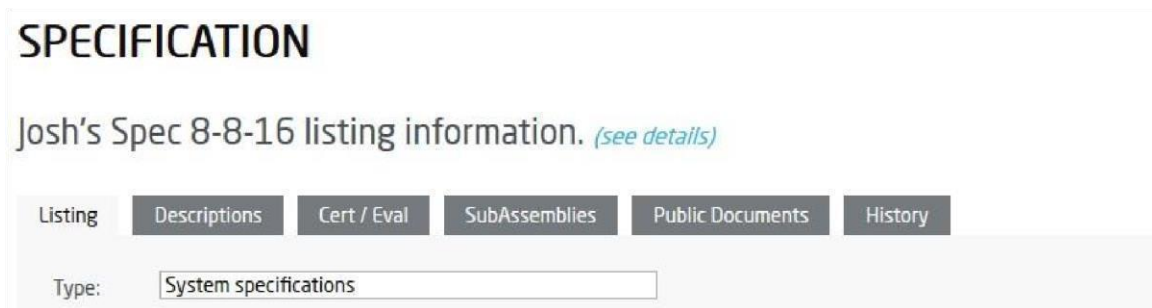 SPECIFICATION
Josh's Spec 8-8-16 listing information. (see details)
Listing Descriptions Cert / Eval SubAssemblies Public Documents History
Type: System specifications